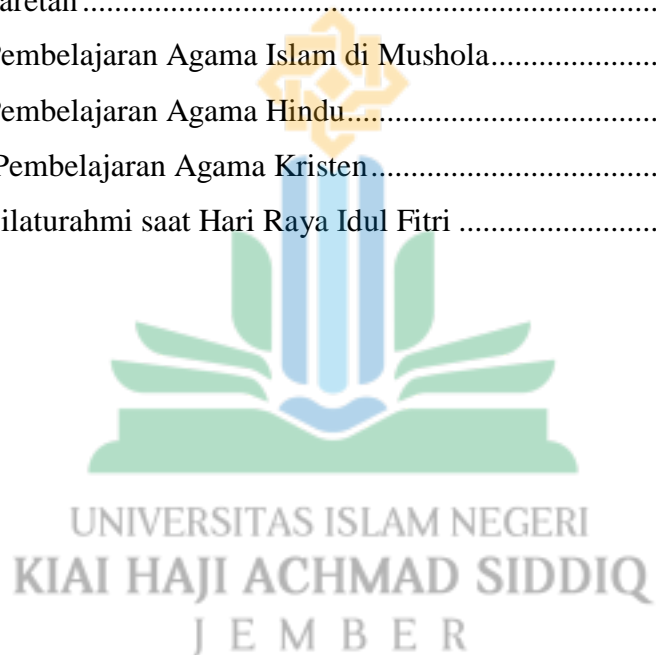 aretan........................................................................
Pembelajaran Agama Islam di Mushola.....................
Pembelajaran Agama Hindu.......................................
Pembelajaran Agama Kristen....................................
ilaturahmi saat Hari Raya Idul Fitri .........................
UNIVERSITAS ISLAM NEGERI
KIAI HAJI ACHMAD SIDDIQ
J E M B E R